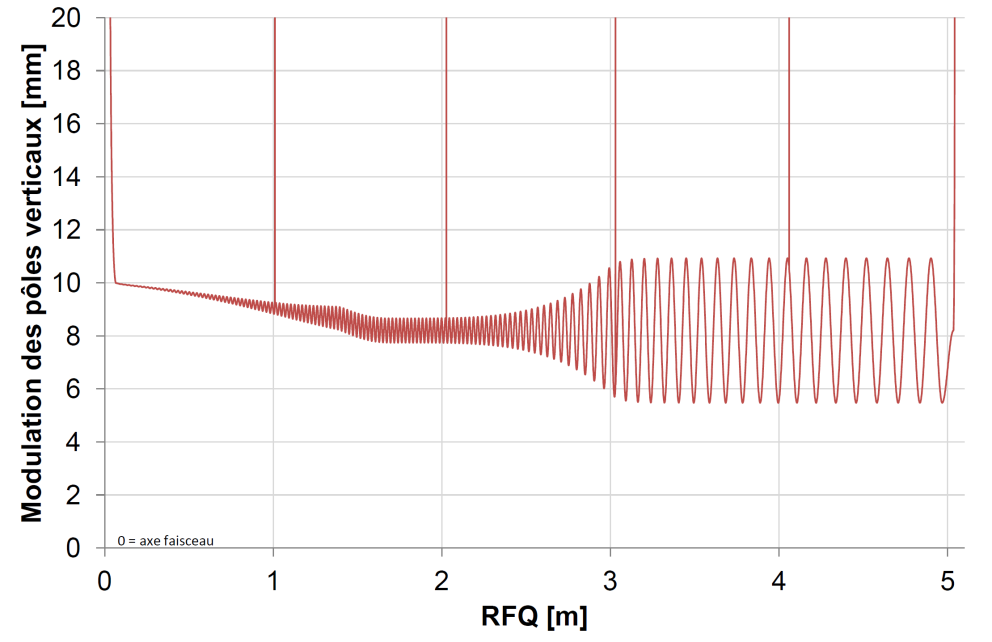 Modulation des pôles verticaux [mm]
20
18
16
14
12
10
8
6
4
2
0
0 = axe faisceau
0 1 2 3 4 5
RFQ [m]